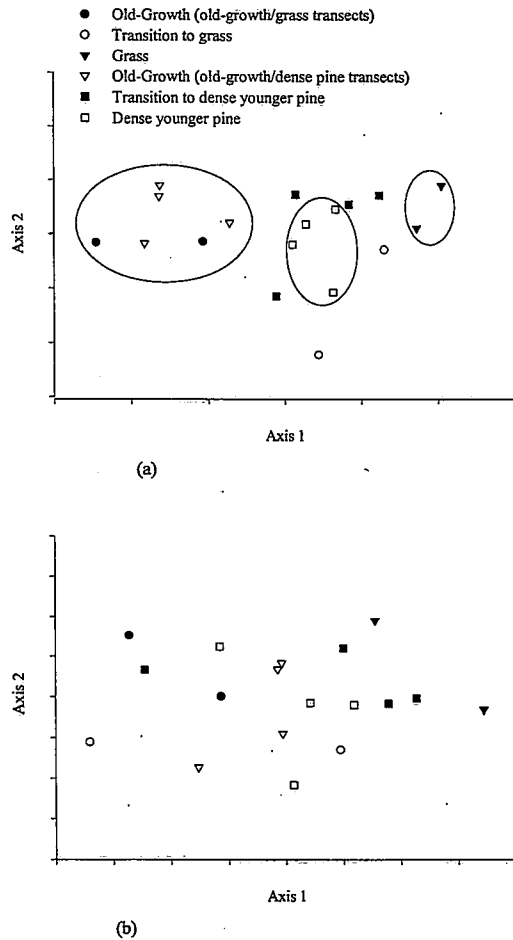 Old-Growth (old-growth/grass transects)
Transition to grass
Grass
Old-Growth (old-growth/dense pine transects)
Transition to dense younger pine
Dense younger pine
Axis 2
Axis 1
(a)
Axis 2
Axis 1
(b)